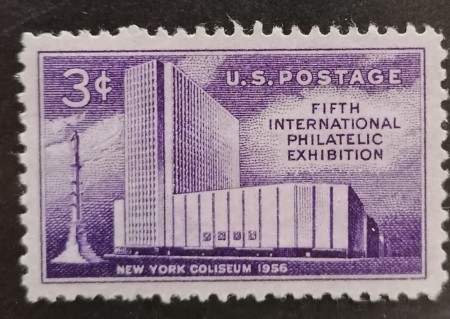 3¢
U.S. POSTAGE
FIFTH
INTERNATIONAL
PHILATELIC
EXHIBITION
NEW YORK COLISEUM 1956